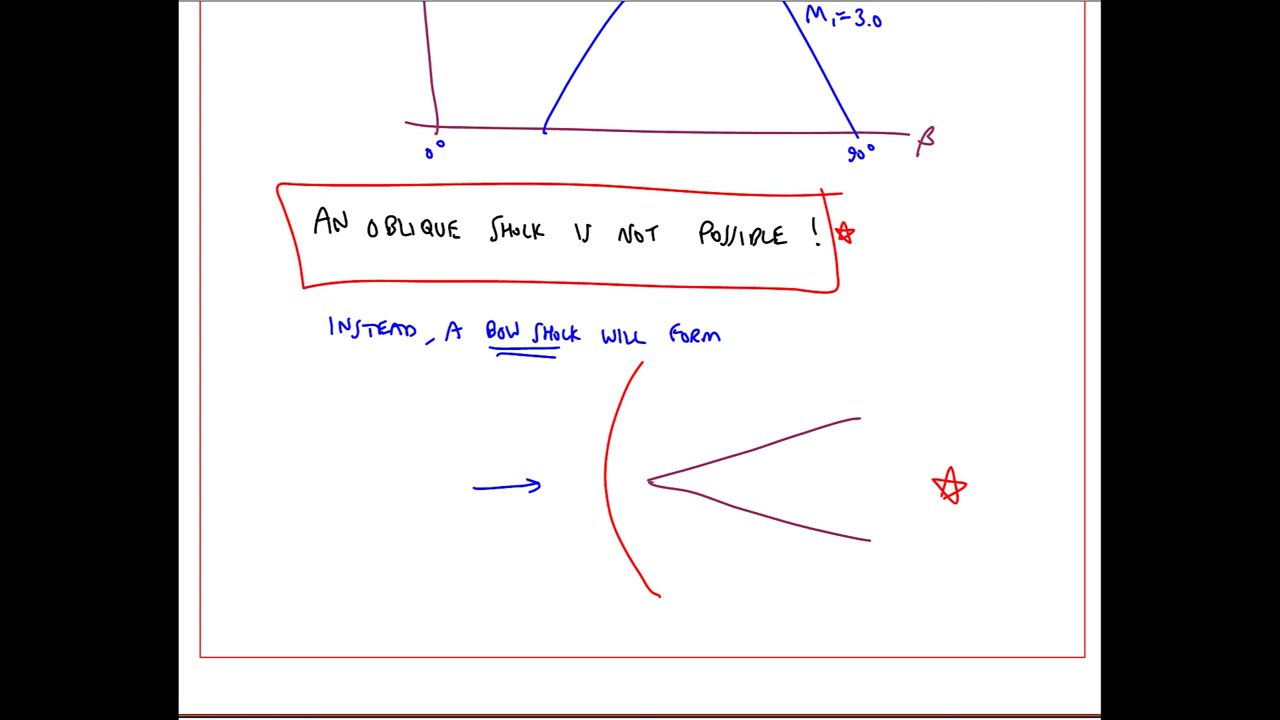 M₁=3.0
0°
90°
β
AN OBLIQUE SHOCK IS NOT POSSIBLE !
INSTEAD, A BOW SHOCK WILL FORM